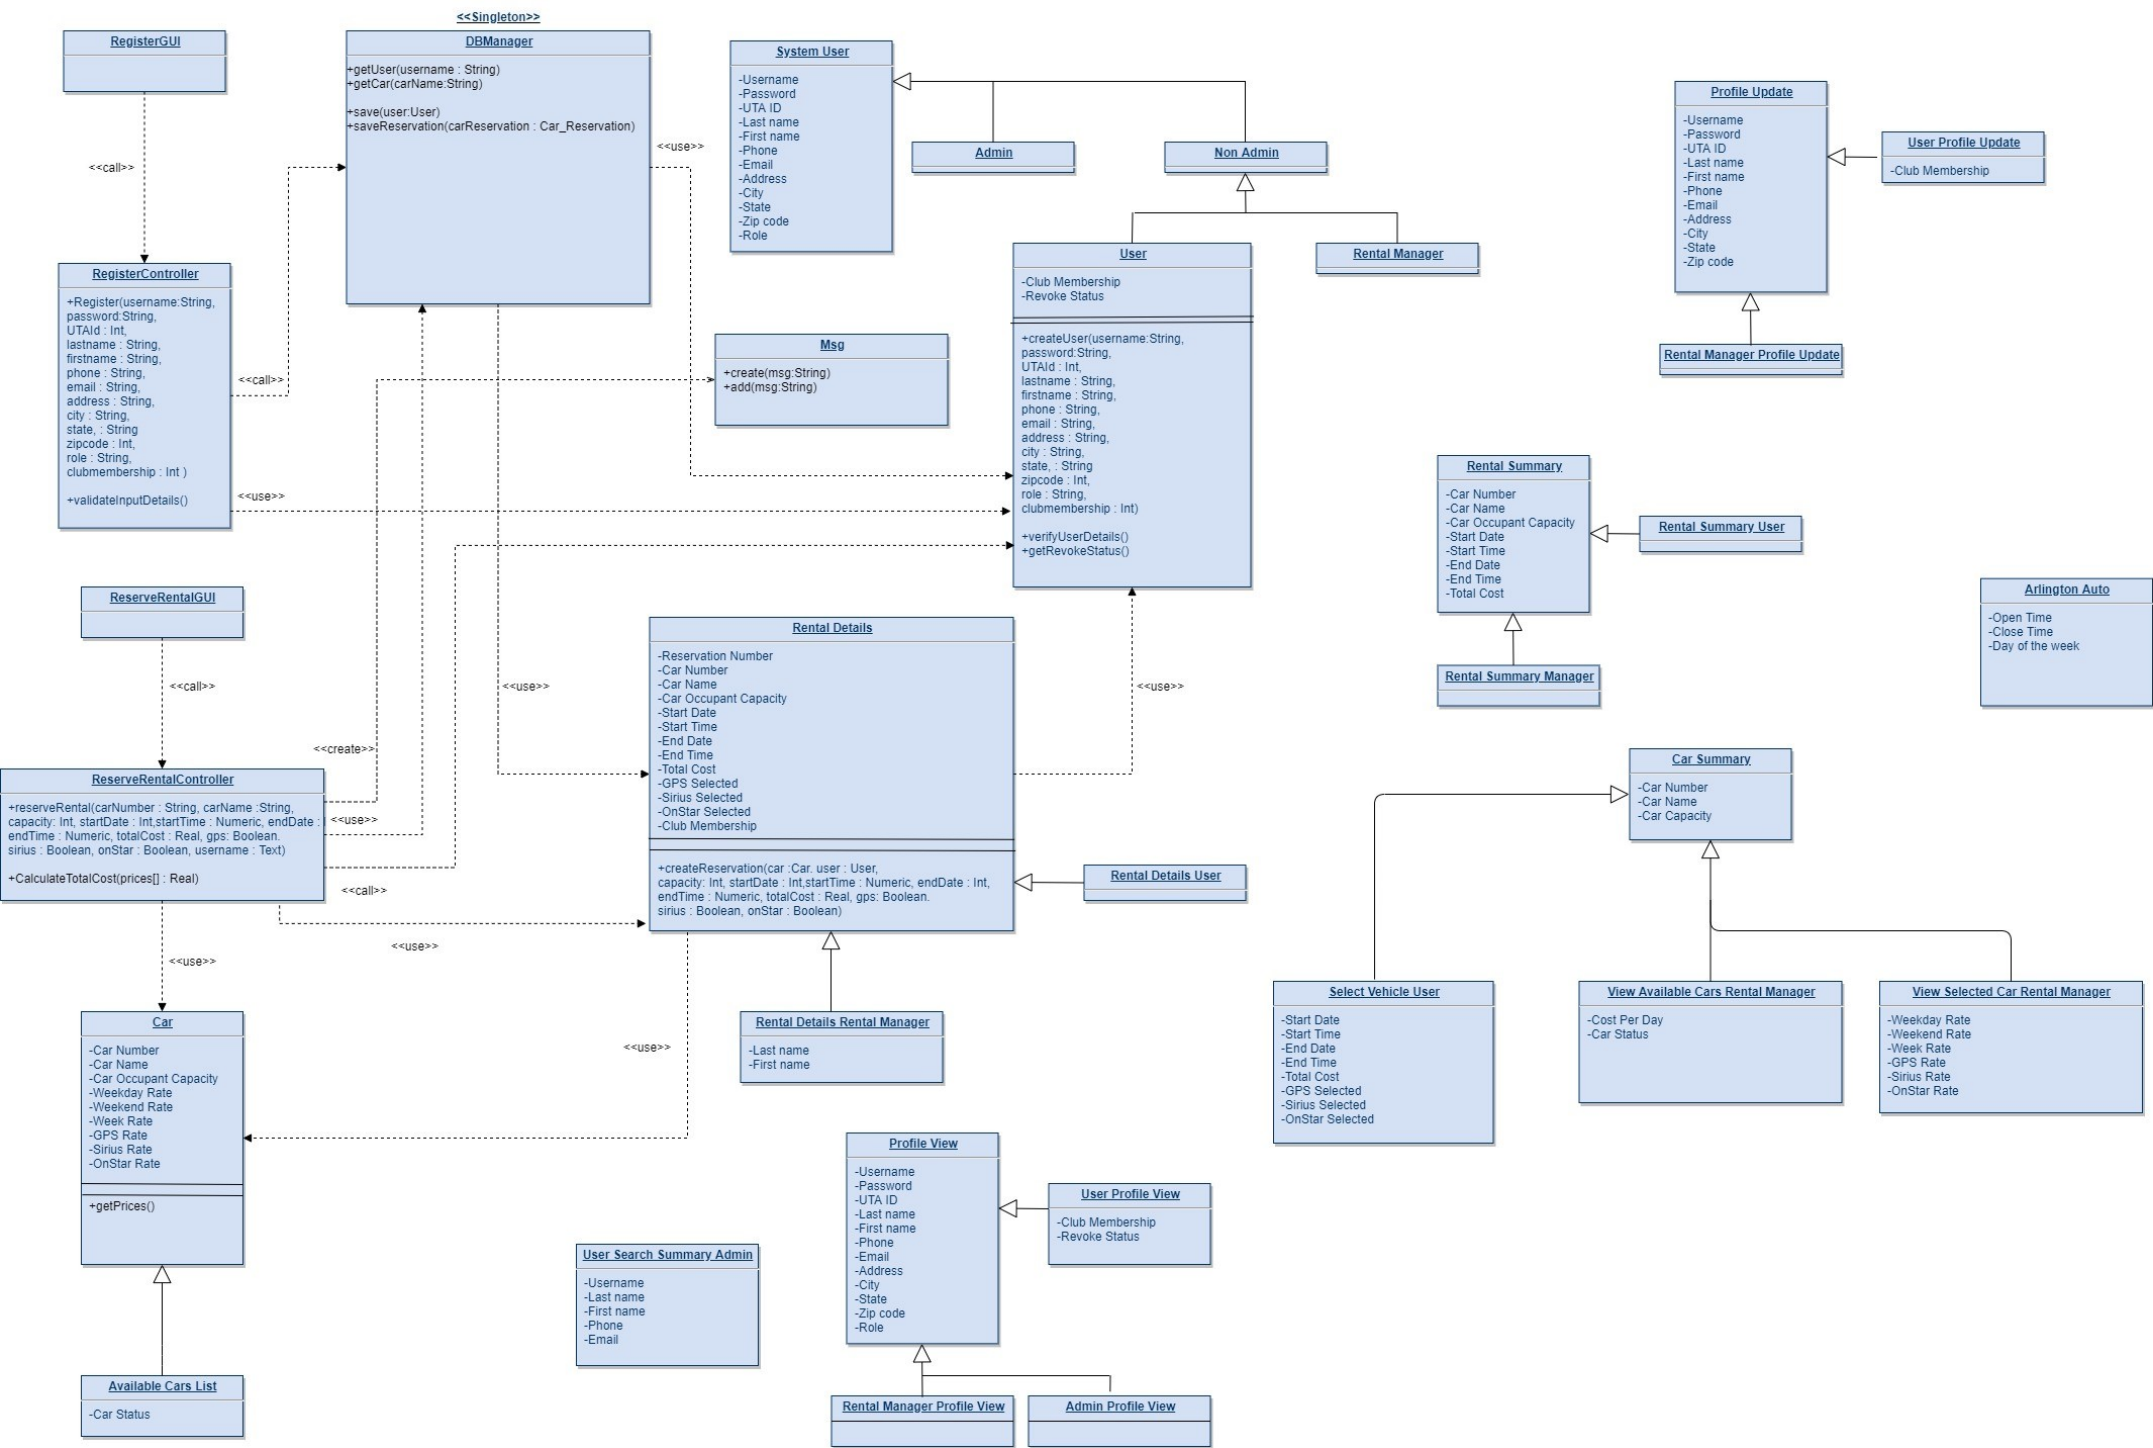 <<Singleton>>
RegisterGUI
DBManager
+getUser(username : String)
+getCar(carName:String)
+save(user:User)
+saveReservation(carReservation : Car_Reservation)
<<use>>
System User
-Username
-Password
-UTA ID
-Last name
-First name
-Phone
-Email
-Address
-City
-State
-Zip code
-Role
Admin
Non Admin
Profile Update
-Username
-Password
-UTA ID
-Last name
-First name
-Phone
-Email
-Address
-City
-State
-Zip code
User Profile Update
-Club Membership
Rental Manager Profile Update
<<call>>
RegisterController
+Register(username:String,
password:String,
UTAId : Int,
lastname : String,
firstname : String,
phone : String,
email : String,
address : String,
city : String,
state, : String
zipcode : Int,
role : String,
clubmembership : Int )
+validateInputDetails()
<<call>>
<<use>>
User
-Club Membership
-Revoke Status
+createUser(username:String,
password:String,
UTAId : Int,
lastname : String,
firstname : String,
phone : String,
email : String,
address : String,
city : String,
state, : String
zipcode : Int,
role : String,
clubmembership : Int)
+verifyUserDetails()
+getRevokeStatus()
Rental Manager
Msg
+create(msg:String)
+add(msg:String)
Rental Summary
-Car Number
-Car Name
-Car Occupant Capacity
-Start Date
-Start Time
-End Date
-End Time
-Total Cost
Rental Summary User
Rental Summary Manager
Arlington Auto
-Open Time
-Close Time
-Day of the week
ReserveRentalGUI
<<call>>
<<create>>
<<use>>
<<call>>
<<use>>
ReserveRentalController
+reserveRental(carNumber : String, carName :String,
capacity: Int, startDate : Int,startTime : Numeric, endDate :
endTime : Numeric, totalCost : Real, gps: Boolean.
sirius : Boolean, onStar : Boolean, username : Text)
+CalculateTotalCost(prices[] : Real)
<<use>>
Rental Details
-Reservation Number
-Car Number
-Car Name
-Car Occupant Capacity
-Start Date
-Start Time
-End Date
-End Time
-Total Cost
-GPS Selected
-Sirius Selected
-OnStar Selected
-Club Membership
+createReservation(car :Car. user : User,
capacity: Int, startDate : Int,startTime : Numeric, endDate : Int,
endTime : Numeric, totalCost : Real, gps: Boolean.
sirius : Boolean, onStar : Boolean)
<<use>>
Rental Details User
Rental Details Rental Manager
-Last name
-First name
<<use>>
<<use>>
Car
-Car Number
-Car Name
-Car Occupant Capacity
-Weekday Rate
-Weekend Rate
-Week Rate
-GPS Rate
-Sirius Rate
-OnStar Rate
+getPrices()
Available Cars List
-Car Status
Car Summary
-Car Number
-Car Name
-Car Capacity
Select Vehicle User
-Start Date
-Start Time
-End Date
-End Time
-Total Cost
-GPS Selected
-Sirius Selected
-OnStar Selected
View Available Cars Rental Manager
-Cost Per Day
-Car Status
View Selected Car Rental Manager
-Weekday Rate
-Weekend Rate
-Week Rate
-GPS Rate
-Sirius Rate
-OnStar Rate
User Search Summary Admin
-Username
-Last name
-First name
-Phone
-Email
Profile View
-Username
-Password
-UTA ID
-Last name
-First name
-Phone
-Email
-Address
-City
-State
-Zip code
-Role
User Profile View
-Club Membership
-Revoke Status
Rental Manager Profile View
Admin Profile View